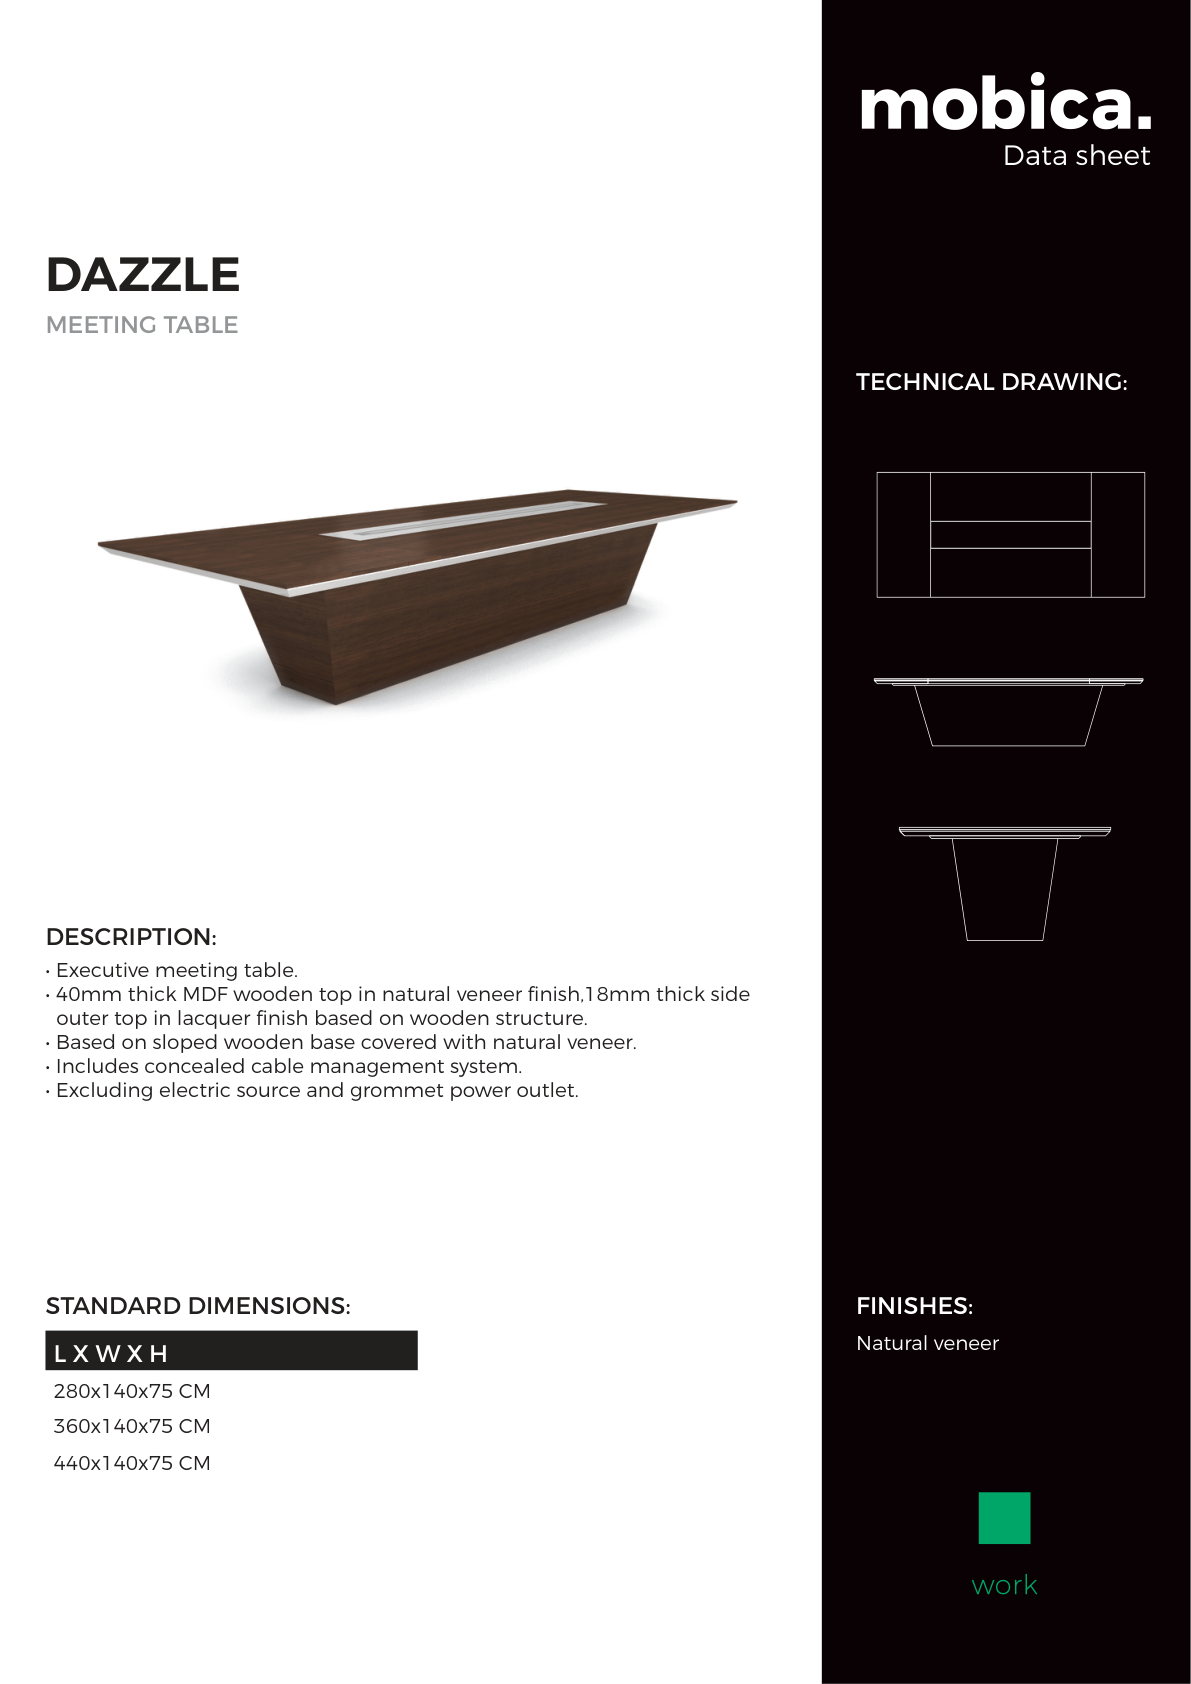 mobica.
Data sheet
DAZZLE
MEETING TABLE
TECHNICAL DRAWING:
DESCRIPTION:
• Executive meeting table.
• 40mm thick MDF wooden top in natural veneer finish,18mm thick side
outer top in lacquer finish based on wooden structure.
• Based on sloped wooden base covered with natural veneer.
• Includes concealed cable management system.
• Excluding electric source and grommet power outlet.
STANDARD DIMENSIONS:
L X W X H
280x140x75 CM
360x140x75 CM
440x140x75 CM
FINISHES:
Natural veneer
work